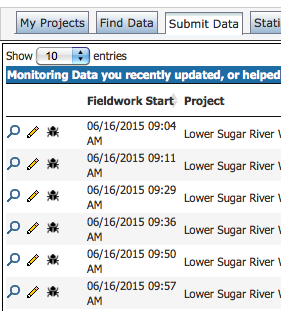 My Projects Find Data Submit Data Stati
Show 10 entries
Monitoring Data you recently updated, or helped
Fieldwork Start Project
06/16/2015 09:04
AM
Lower Sugar River
06/16/2015 09:11
AM
Lower Sugar River
06/16/2015 09:29
AM
Lower Sugar River
06/16/2015 09:36
AM
Lower Sugar River
06/16/2015 09:50
AM
Lower Sugar River
06/16/2015 09:57
AM
Lower Sugar River